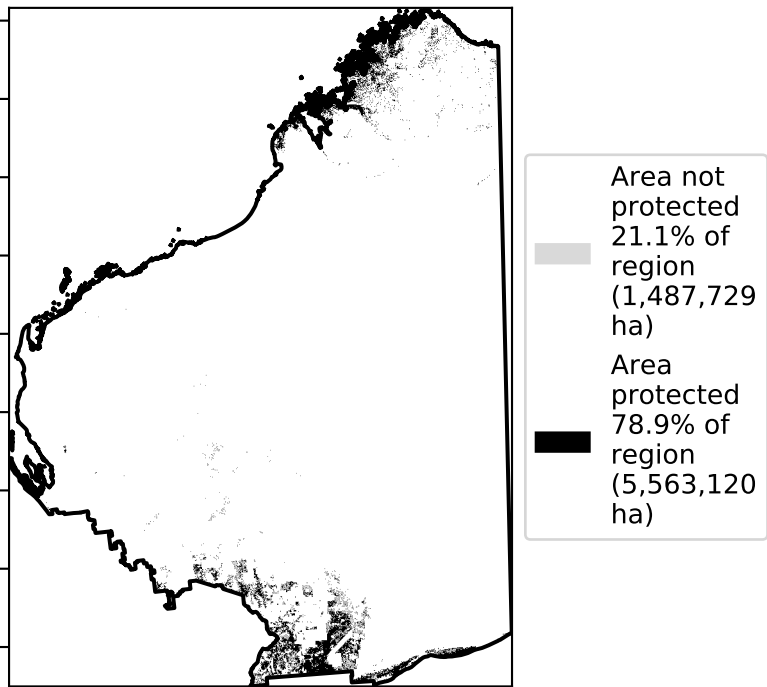 Area not
protected
21.1% of
region
(1,487,729
ha)
Area
protected
78.9% of
region
(5,563,120
ha)